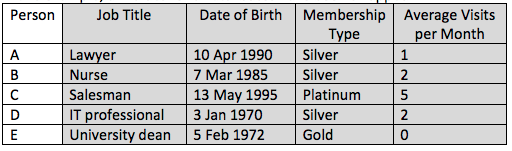 Person Job Title Date of Birth Membership Type Average Visits per Month
A Lawyer 10 Apr 1990 Silver 1
B Nurse 7 Mar 1985 Silver 2
C Salesman 13 May 1995 Platinum 5
D IT professional 3 Jan 1970 Silver 2
E University dean 5 Feb 1972 Gold 0